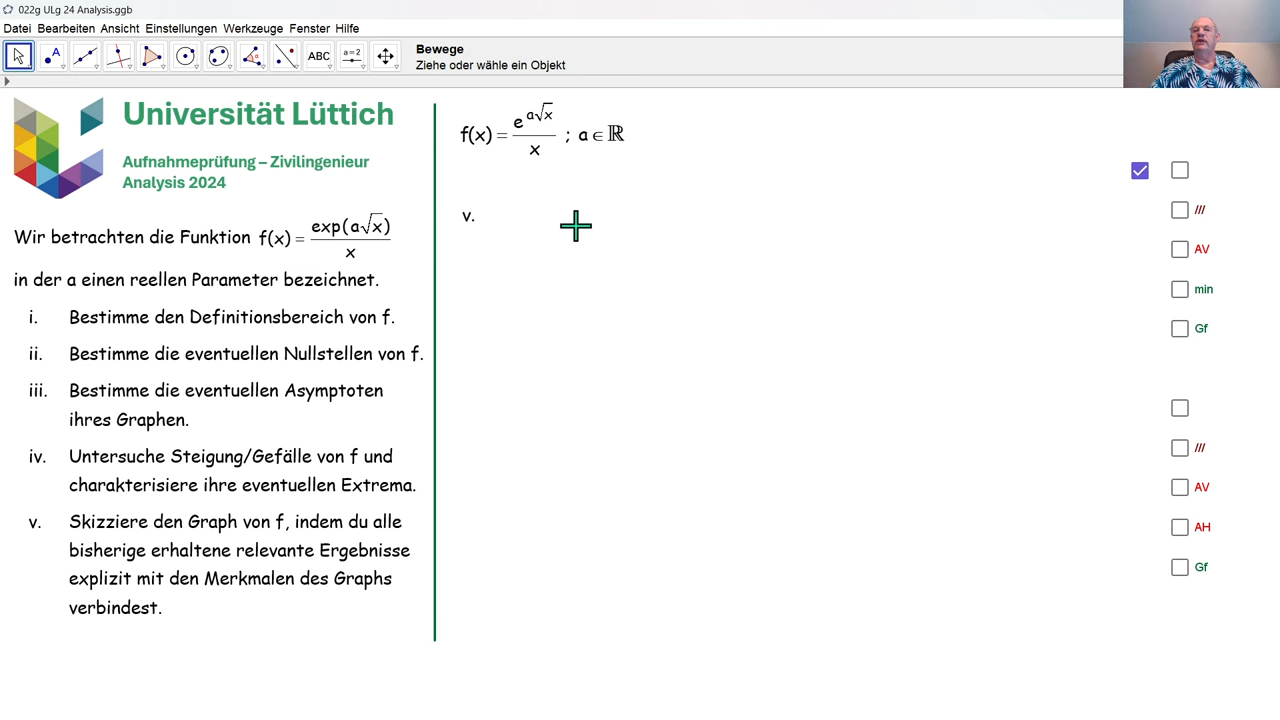 022g ULg 24 Analysis.ggb
Datei Bearbeiten Ansicht Einstellungen Werkzeuge Fenster Hilfe
A
ABC
a=2
Bewege
Ziehe oder wähle ein Objekt
Universität Lüttich
Aufnahmeprüfung – Zivilingenieur
Analysis 2024
Wir betrachten die Funktion f(x) = exp(a√x) / x
in der a einen reellen Parameter bezeichnet.
i. Bestimme den Definitionsbereich von f.
ii. Bestimme die eventuellen Nullstellen von f.
iii. Bestimme die eventuellen Asymptoten
ihres Graphen.
iv. Untersuche Steigung/Gefälle von f und
charakterisiere ihre eventuellen Extrema.
v. Skizziere den Graph von f, indem du alle
bisherige erhaltene relevante Ergebnisse
explizit mit den Merkmalen des Graphs
verbindest.
f(x) = e^(a√x) / x ; a ∈ ℝ
v.
///
AV
min
Gf
///
AV
AH
Gf